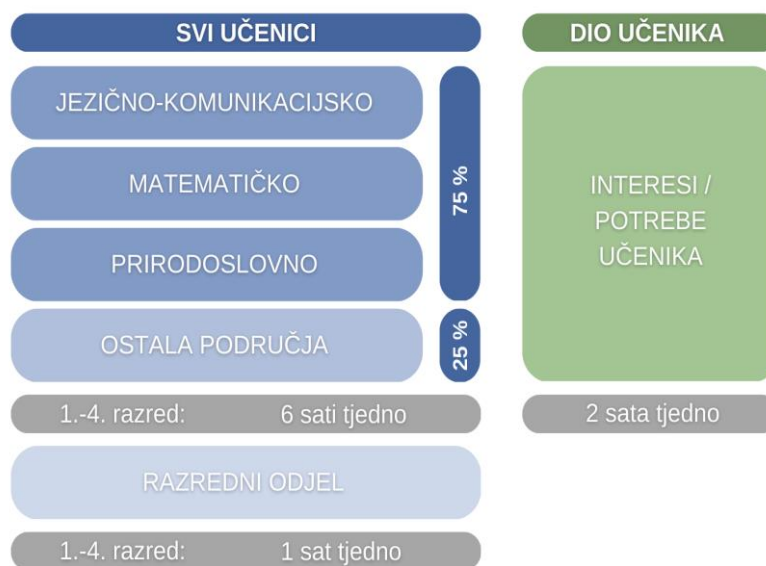 SVI UČENICI
JEZIČNO-KOMUNIKACIJSKO
MATEMATIČKO
PRIRODOSLOVNO
75 %
OSTALA PODRUČJA
25 %
1.-4. razred: 6 sati tjedno
RAZREDNI ODJEL
1.-4. razred: 1 sat tjedno
DIO UČENIKA
INTERESI /
POTREBE
UČENIKA
2 sata tjedno